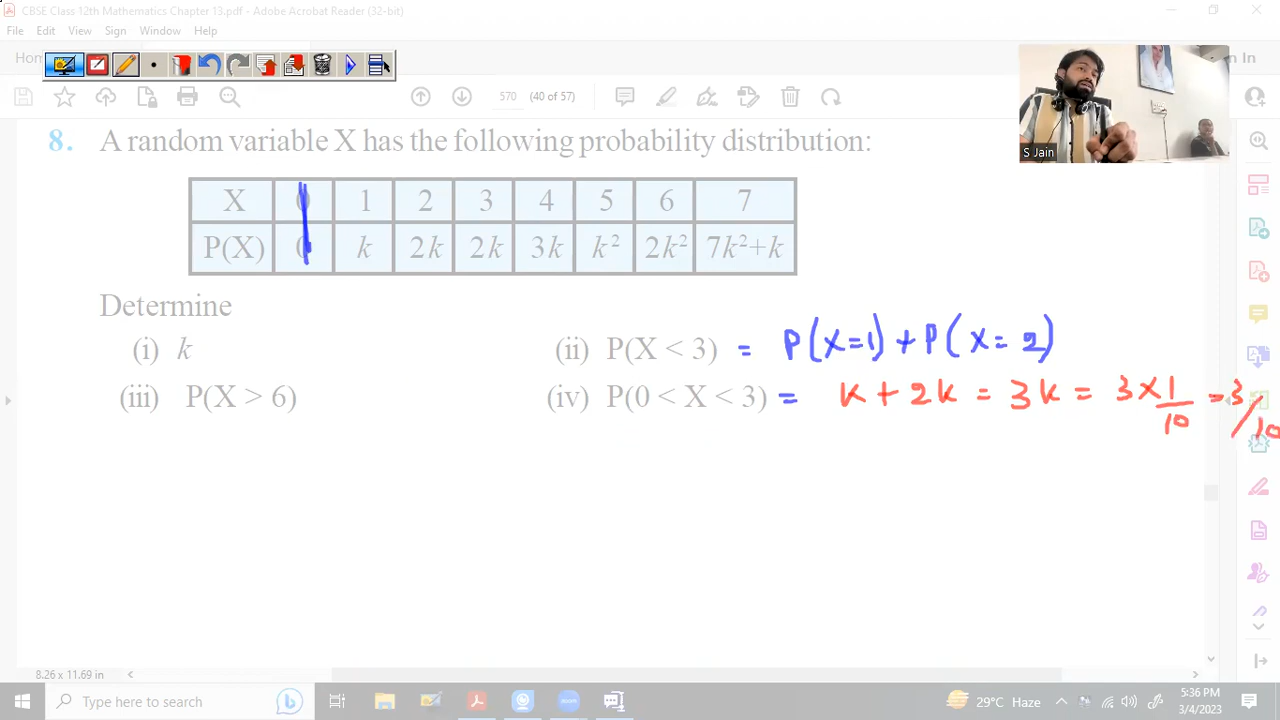 CBSE Class 12th Mathematics Chapter 13.pdf - Adobe Acrobat Reader (32-bit)
File Edit View Sign Window Help
570 (40 of 57)
S Jain
8. A random variable X has the following probability distribution:
X 0 1 2 3 4 5 6 7
P(X) 0 k 2k 2k 3k k² 2k² 7k²+k
Determine
(i) k (ii) P(X < 3) = P(X=1) + P(X=2)
(iii) P(X > 6) (iv) P(0 < X < 3) = k + 2k = 3k = 3×1/10 = 3/10
8.26 x 11.69 in
Type here to search
29°C Haze
5:36 PM
3/4/2023